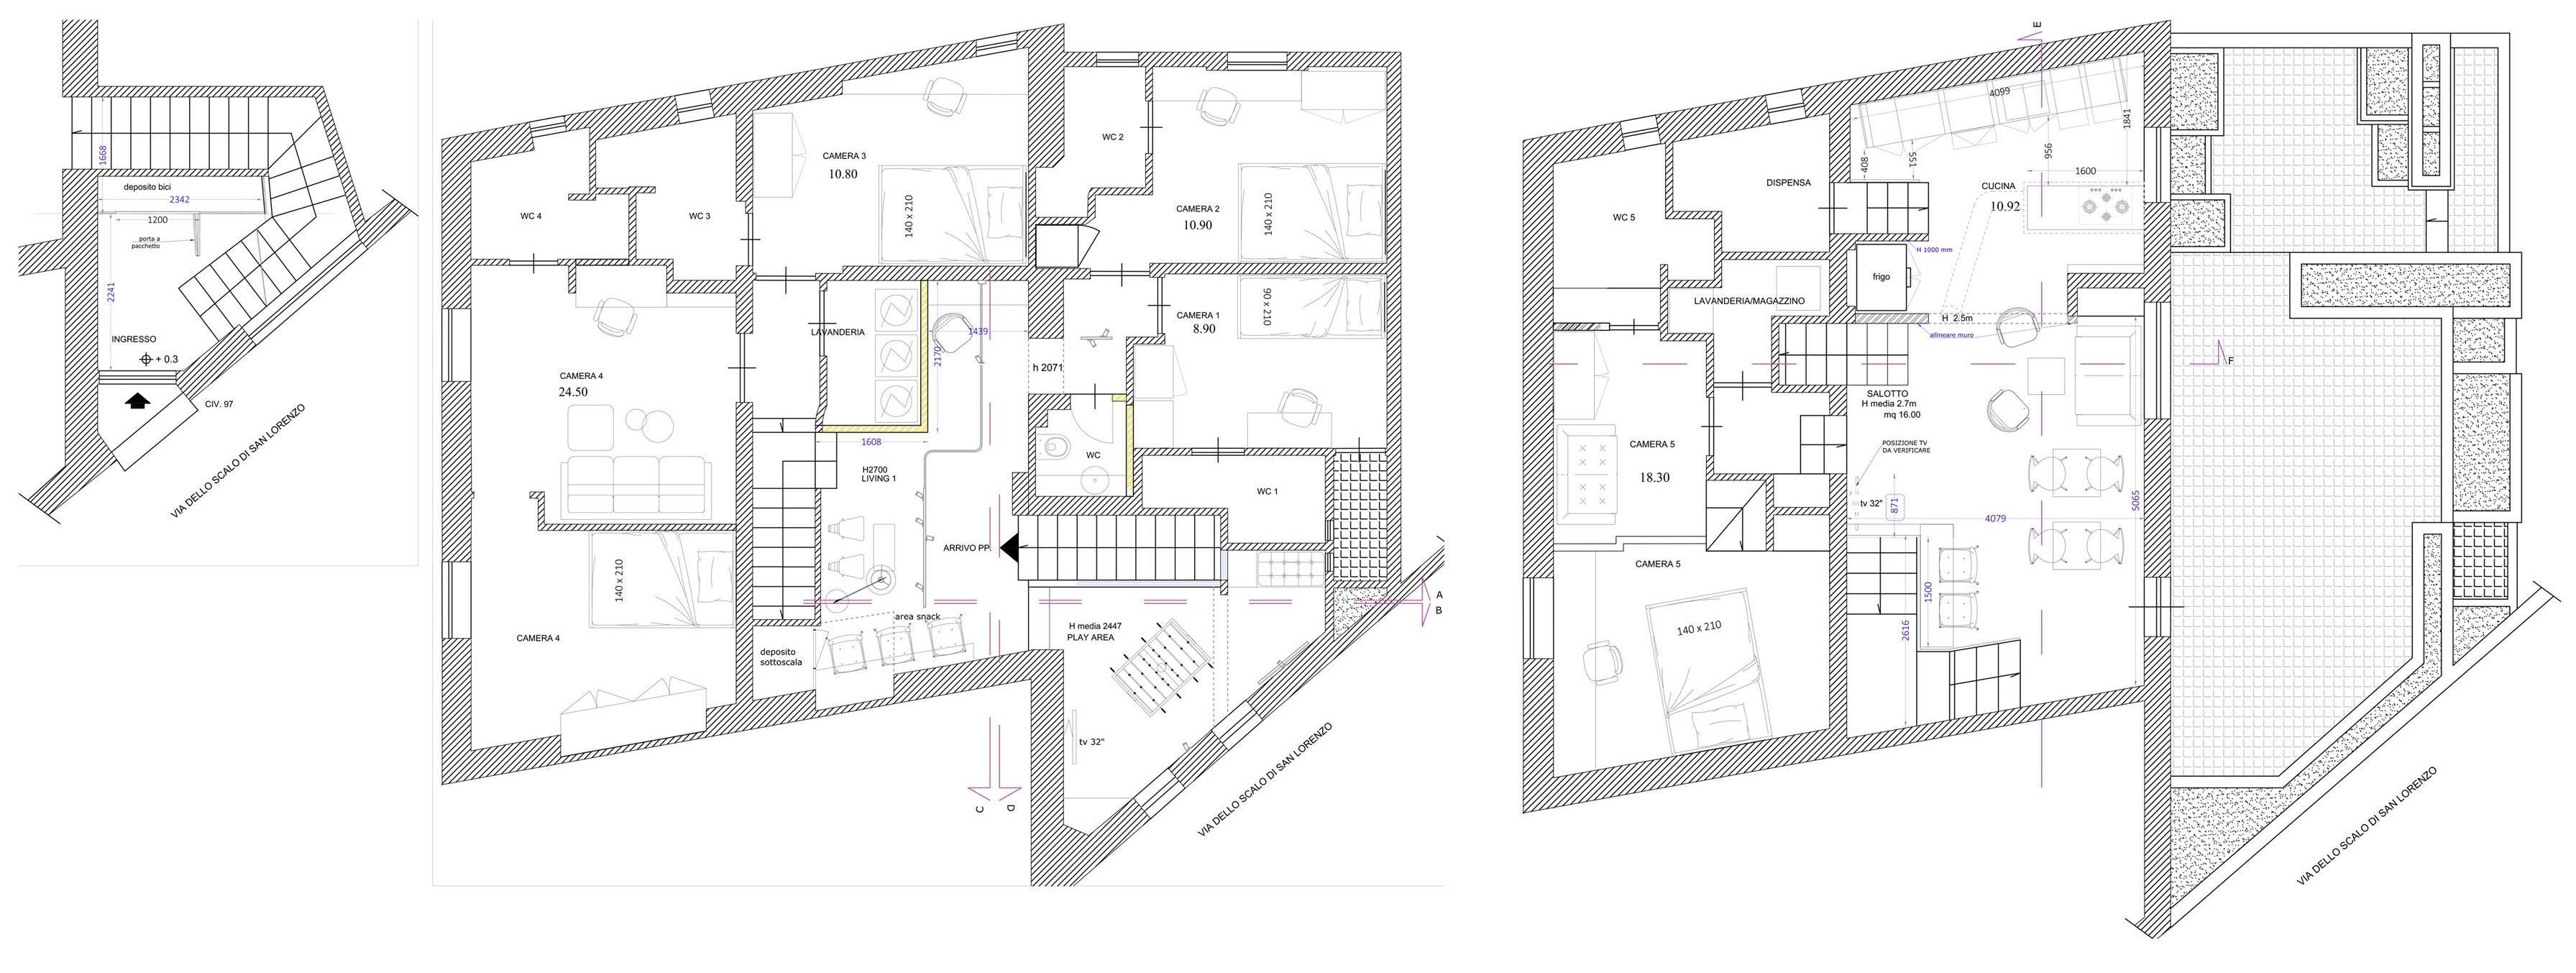 1668
deposito bici
2342
1200
porta a
pacchetto
2241
INGRESSO
+ 0.3
CIV. 97
VIA DELLO SCALO DI SAN LORENZO
WC 4
WC 3
CAMERA 3
10.80
140 x 210
WC 2
CAMERA 2
10.90
140 x 210
CAMERA 1
8.90
90 x 210
LAVANDERIA
1439
2170
h 2071
CAMERA 4
24.50
1608
H2700
LIVING 1
WC
WC 1
ARRIVO PP.
140 x 210
CAMERA 4
area snack
deposito
sottoscala
H media 2447
PLAY AREA
tv 32"
A
B
C
D
VIA DELLO SCALO DI SAN LORENZO
E
4099
1841
408
551
956
1600
DISPENSA
CUCINA
10.92
WC 5
H 1000 mm
frigo
LAVANDERIA/MAGAZZINO
H 2.5m
allineare muro
F
SALOTTO
H media 2.7m
mq 16.00
CAMERA 5
18.30
POSIZIONE TV
DA VERIFICARE
tv 32"
871
4079
5065
CAMERA 5
1500
2616
140 x 210
VIA DELLO SCALO DI SAN LORENZO